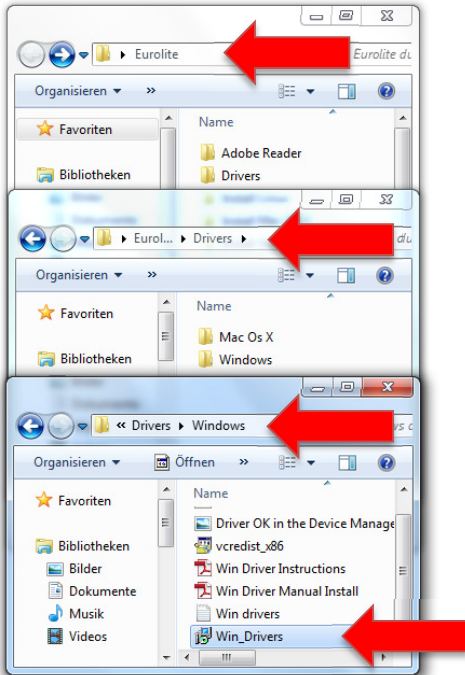 ▸ Eurolite
Eurolite du
Organisieren
»
Favoriten
Name
Adobe Reader
Bibliotheken
Drivers
▸ Eurol... ▸ Drivers ▸
du
Organisieren
»
Favoriten
Name
Mac Os X
Bibliotheken
Windows
« Drivers ▸ Windows
Organisieren
Öffnen
»
Favoriten
Name
Driver OK in the Device Manage
Bibliotheken
vcredist_x86
Bilder
Win Driver Instructions
Dokumente
Win Driver Manual Install
Musik
Win drivers
Videos
Win_Drivers